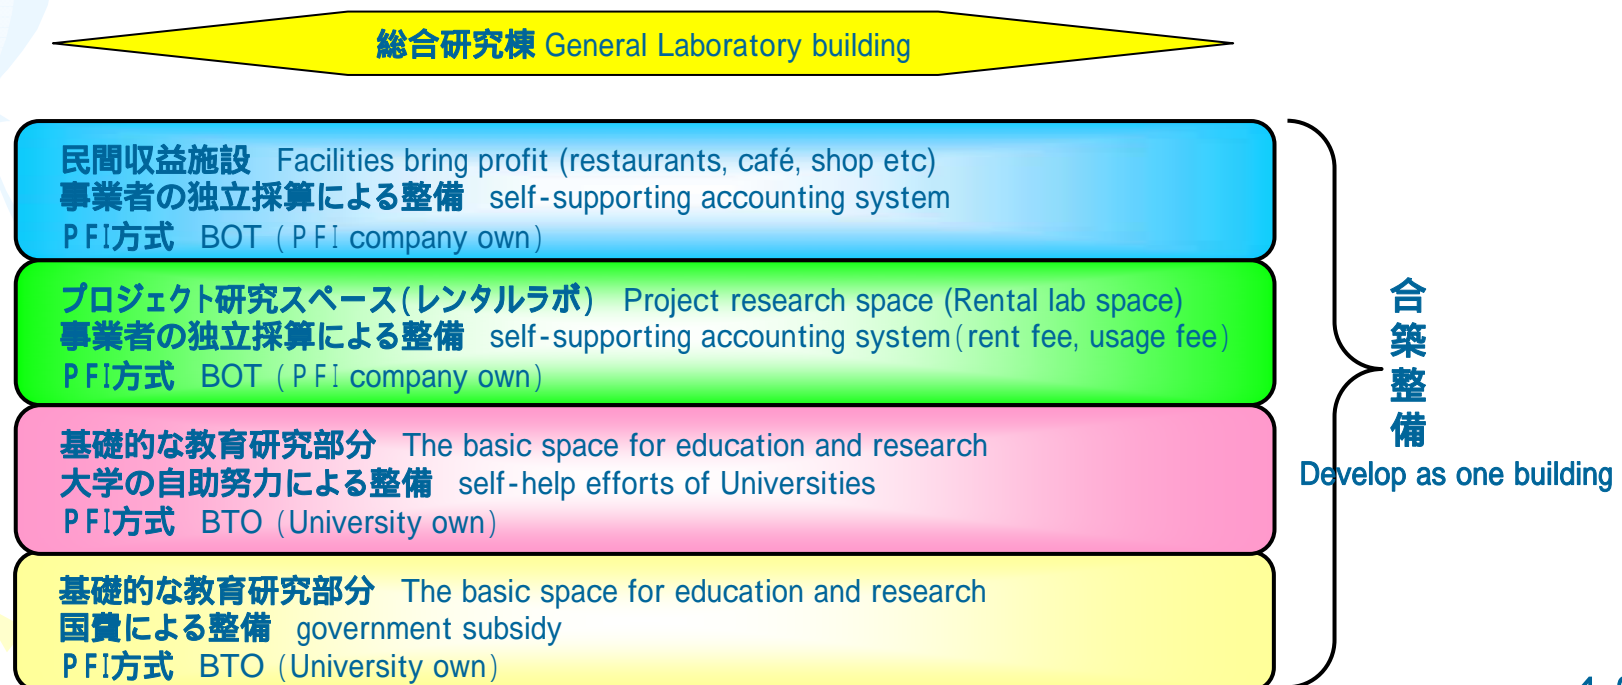 総合研究棟 General Laboratory building
民間収益施設 Facilities bring profit (restaurants, café, shop etc)
事業者の独立採算による整備 self-supporting accounting system
PFI方式 BOT (PFI company own)
プロジェクト研究スペース(レンタルラボ) Project research space (Rental lab space)
事業者の独立採算による整備 self-supporting accounting system(rent fee, usage fee)
PFI方式 BOT (PFI company own)
基礎的な教育研究部分 The basic space for education and research
大学の自助努力による整備 self-help efforts of Universities
PFI方式 BTO (University own)
基礎的な教育研究部分 The basic space for education and research
国費による整備 government subsidy
PFI方式 BTO (University own)
合築整備
Develop as one building